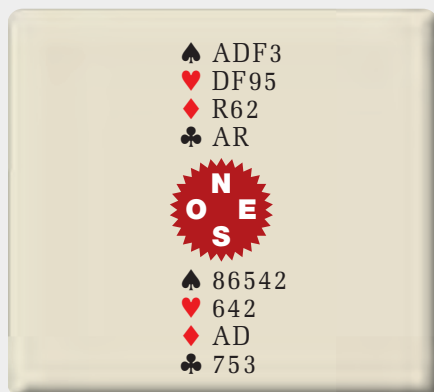 ♠ ADF3
♥ DF95
♦ R62
♣ AR
N
O E
S
♠ 86542
♥ 642
♦ AD
♣ 753